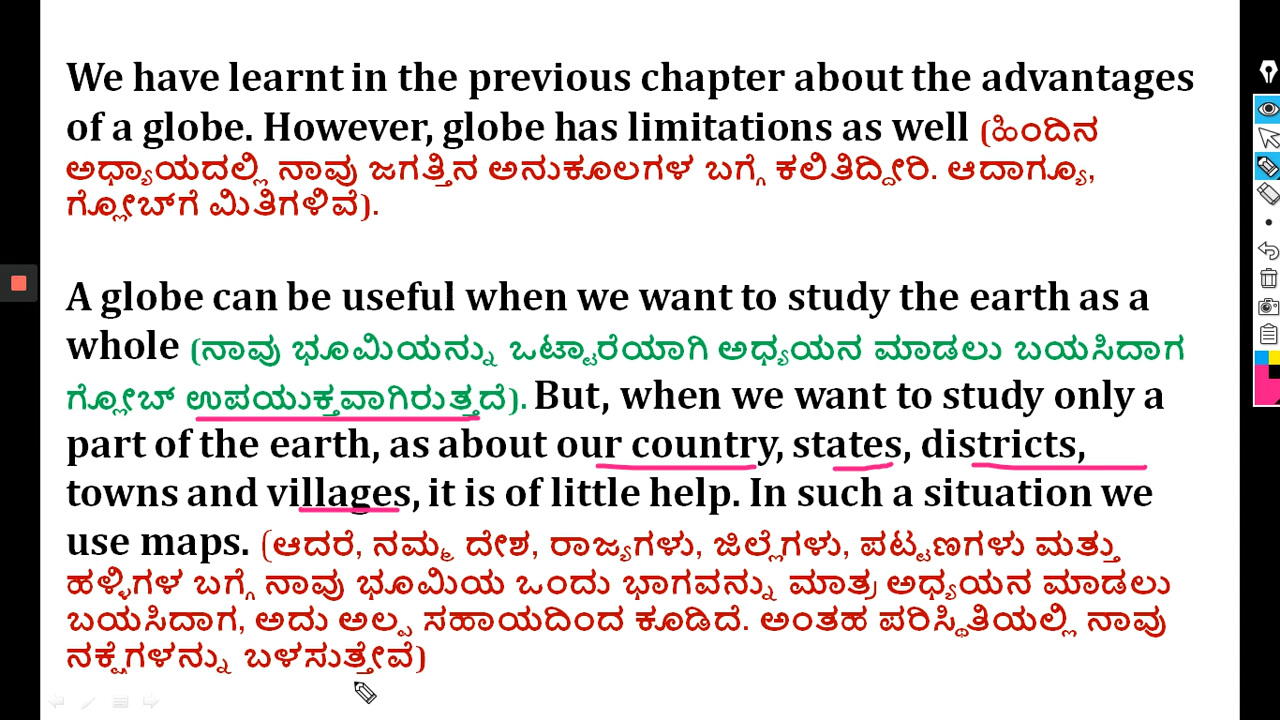 We have learnt in the previous chapter about the advantages
of a globe. However, globe has limitations as well (ಹಿಂದಿನ
ಅಧ್ಯಾಯದಲ್ಲಿ ನಾವು ಜಗತ್ತಿನ ಅನುಕೂಲಗಳ ಬಗ್ಗೆ ಕಲಿತಿದ್ದೀರಿ. ಆದಾಗ್ಯೂ,
ಗ್ಲೋಬ್‌ಗೆ ಮಿತಿಗಳಿವೆ).
A globe can be useful when we want to study the earth as a
whole (ನಾವು ಭೂಮಿಯನ್ನು ಒಟ್ಟಾರೆಯಾಗಿ ಅಧ್ಯಯನ ಮಾಡಲು ಬಯಸಿದಾಗ
ಗ್ಲೋಬ್ ಉಪಯುಕ್ತವಾಗಿರುತ್ತದೆ). But, when we want to study only a
part of the earth, as about our country, states, districts,
towns and villages, it is of little help. In such a situation we
use maps. (ಆದರೆ, ನಮ್ಮ ದೇಶ, ರಾಜ್ಯಗಳು, ಜಿಲ್ಲೆಗಳು, ಪಟ್ಟಣಗಳು ಮತ್ತು
ಹಳ್ಳಿಗಳ ಬಗ್ಗೆ ನಾವು ಭೂಮಿಯ ಒಂದು ಭಾಗವನ್ನು ಮಾತ್ರ ಅಧ್ಯಯನ ಮಾಡಲು
ಬಯಸಿದಾಗ, ಅದು ಅಲ್ಪ ಸಹಾಯದಿಂದ ಕೂಡಿದೆ. ಅಂತಹ ಪರಿಸ್ಥಿತಿಯಲ್ಲಿ ನಾವು
ನಕ್ಷೆಗಳನ್ನು ಬಳಸುತ್ತೇವೆ)